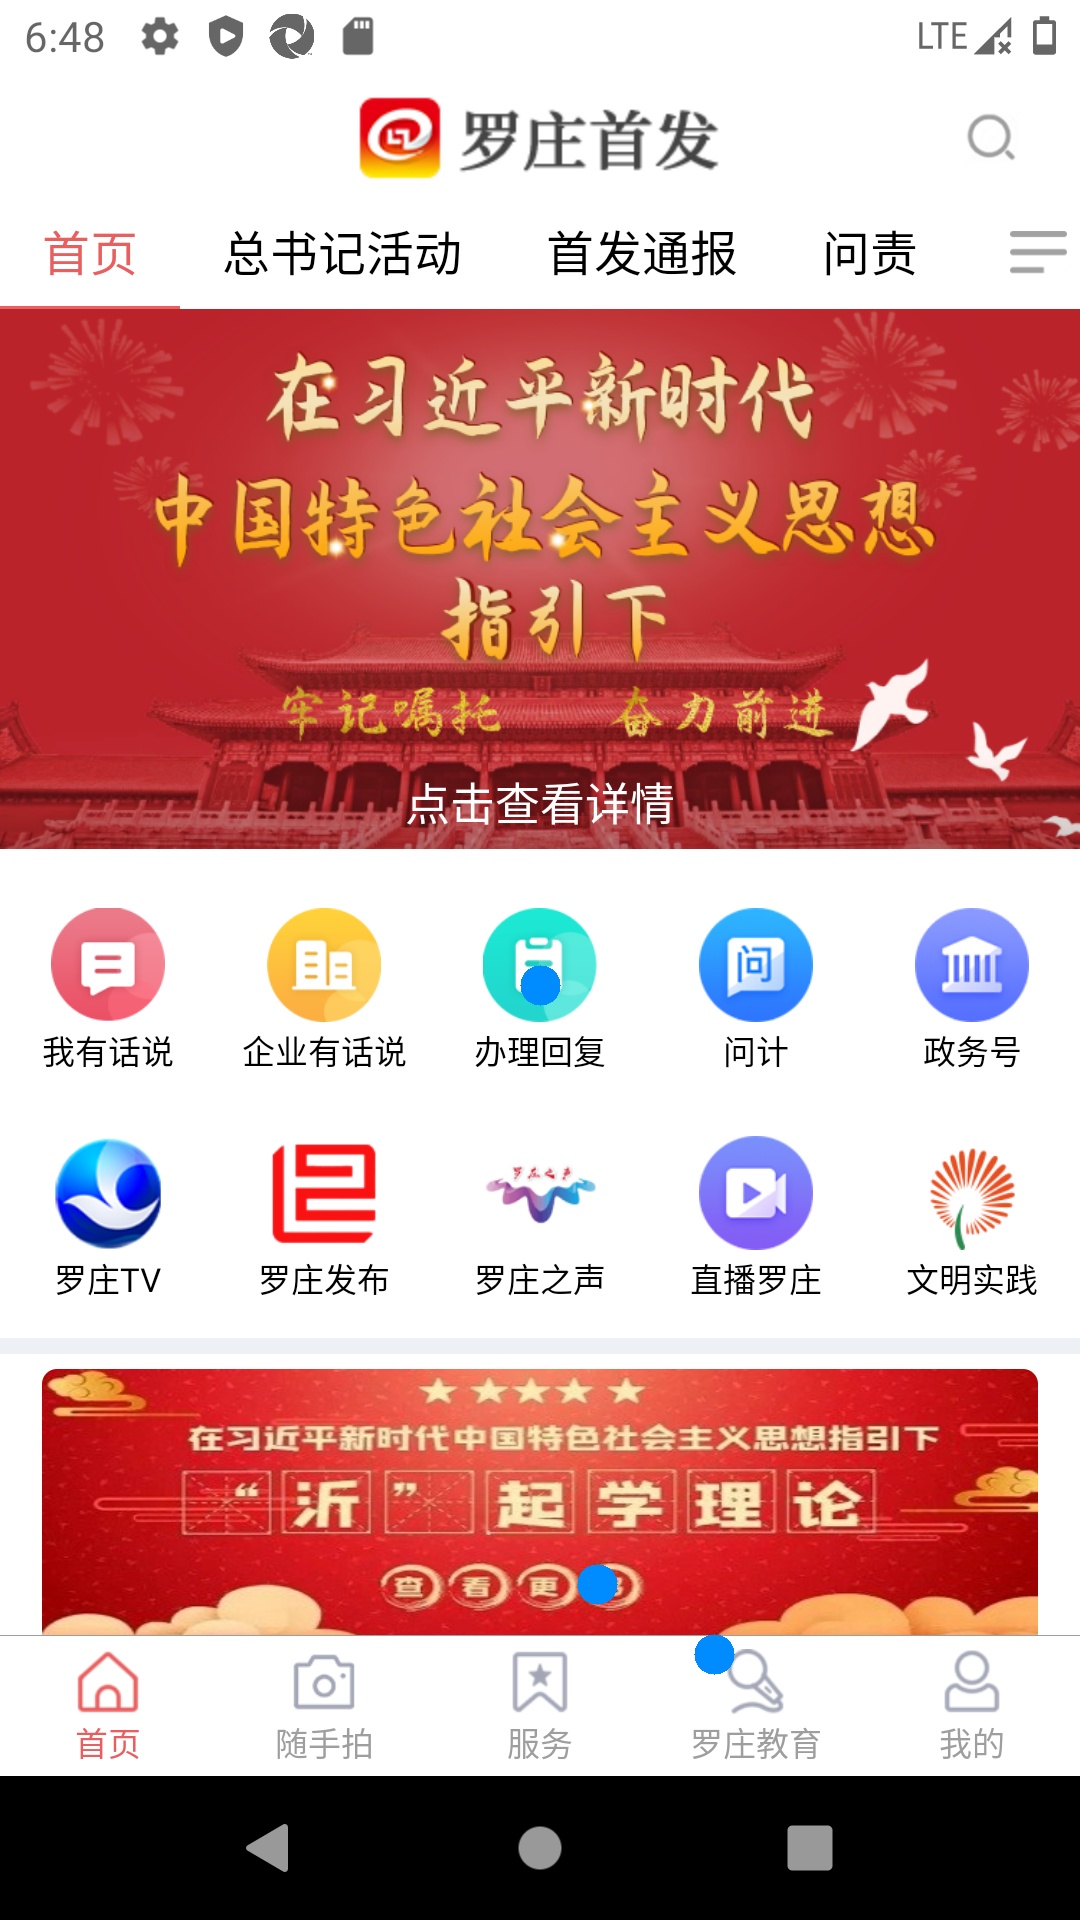 6:48
LTE
罗庄首发
首页 总书记活动 首发通报 问责
在习近平新时代
中国特色社会主义思想
指引下
牢记嘱托 奋力前进
点击查看详情
我有话说 企业有话说 办理回复 问计 政务号
问
罗庄之声
罗庄TV 罗庄发布 罗庄之声 直播罗庄 文明实践
在习近平新时代中国特色社会主义思想指引下
“沂”起学理论
查看更
首页 随手拍 服务 罗庄教育 我的